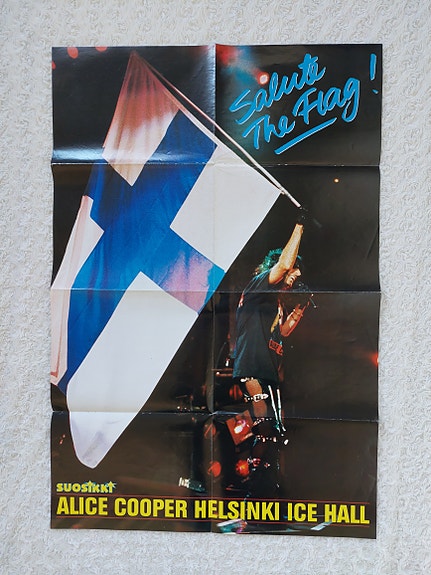 Salute
The Flag!
SUOSIKKI
ALICE COOPER HELSINKI ICE HALL